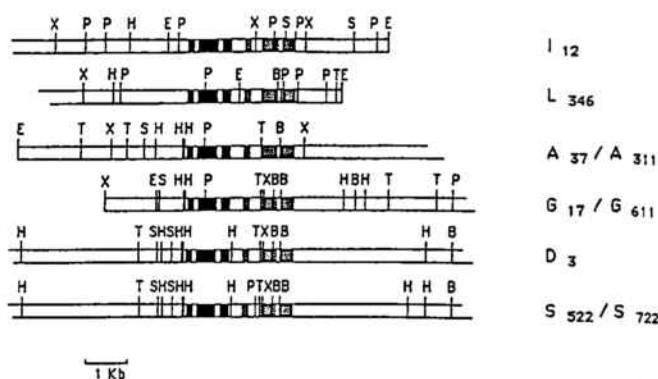 X P P H E P X P S P X S P E
I 12
X H P P E B P P P T E
L 346
E T X T S H H H P T B X
A 37 / A 311
X E S H H P T X B B H B H T T P
G 17 / G 611
H T S H S H H H T X B B H B
D 3
H T S H S H H H P T T X B B H H B
S 522 / S 722
1 Kb